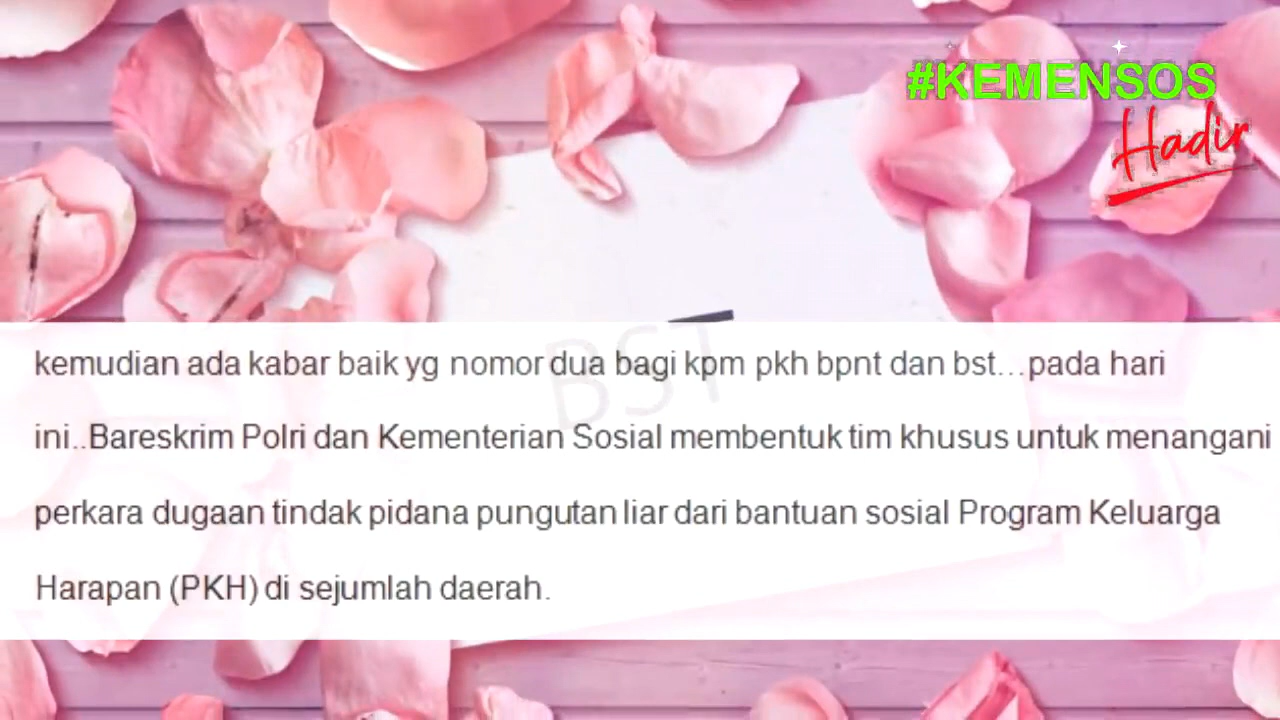 #KEMENSOS
Hadir
BST
kemudian ada kabar baik yg nomor dua bagi kpm pkh bpnt dan bst...pada hari
ini..Bareskrim Polri dan Kementerian Sosial membentuk tim khusus untuk menangani
perkara dugaan tindak pidana pungutan liar dari bantuan sosial Program Keluarga
Harapan (PKH) di sejumlah daerah.